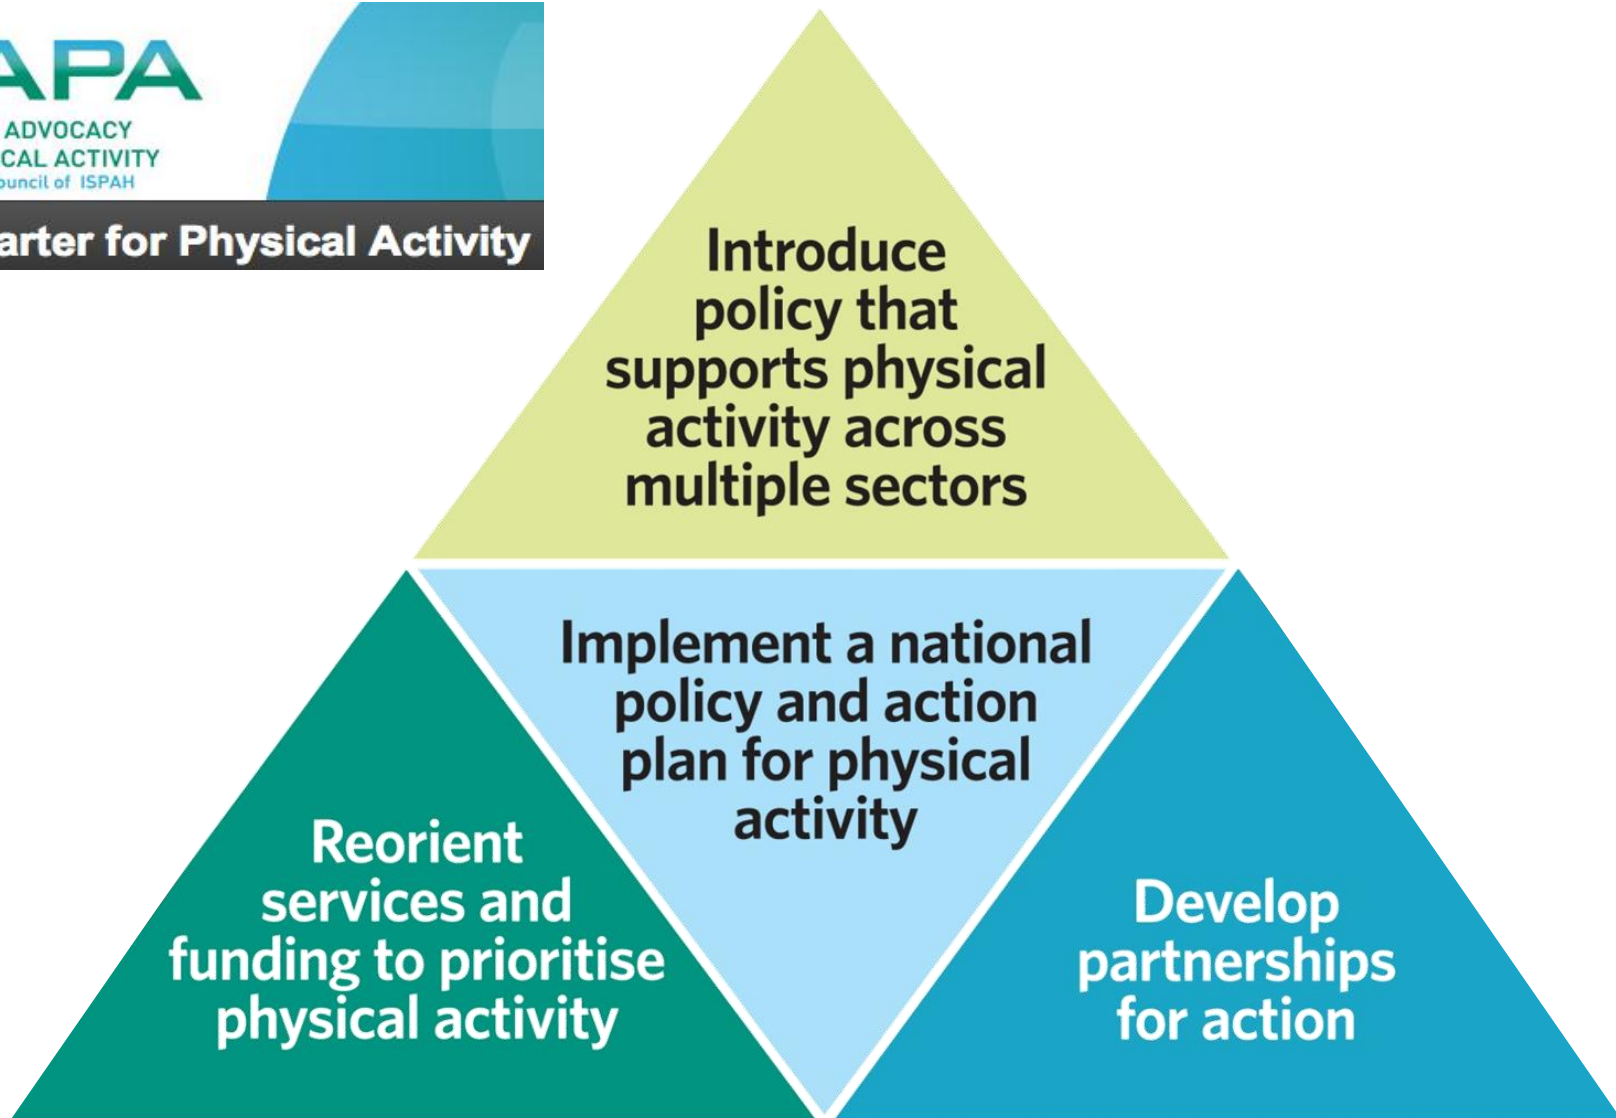 APA
ADVOCACY
CAL ACTIVITY
ouncil of ISPAH
arter for Physical Activity
Introduce
policy that
supports physical
activity across
multiple sectors
Implement a national
policy and action
plan for physical
activity
Reorient
services and
funding to prioritise
physical activity
Develop
partnerships
for action